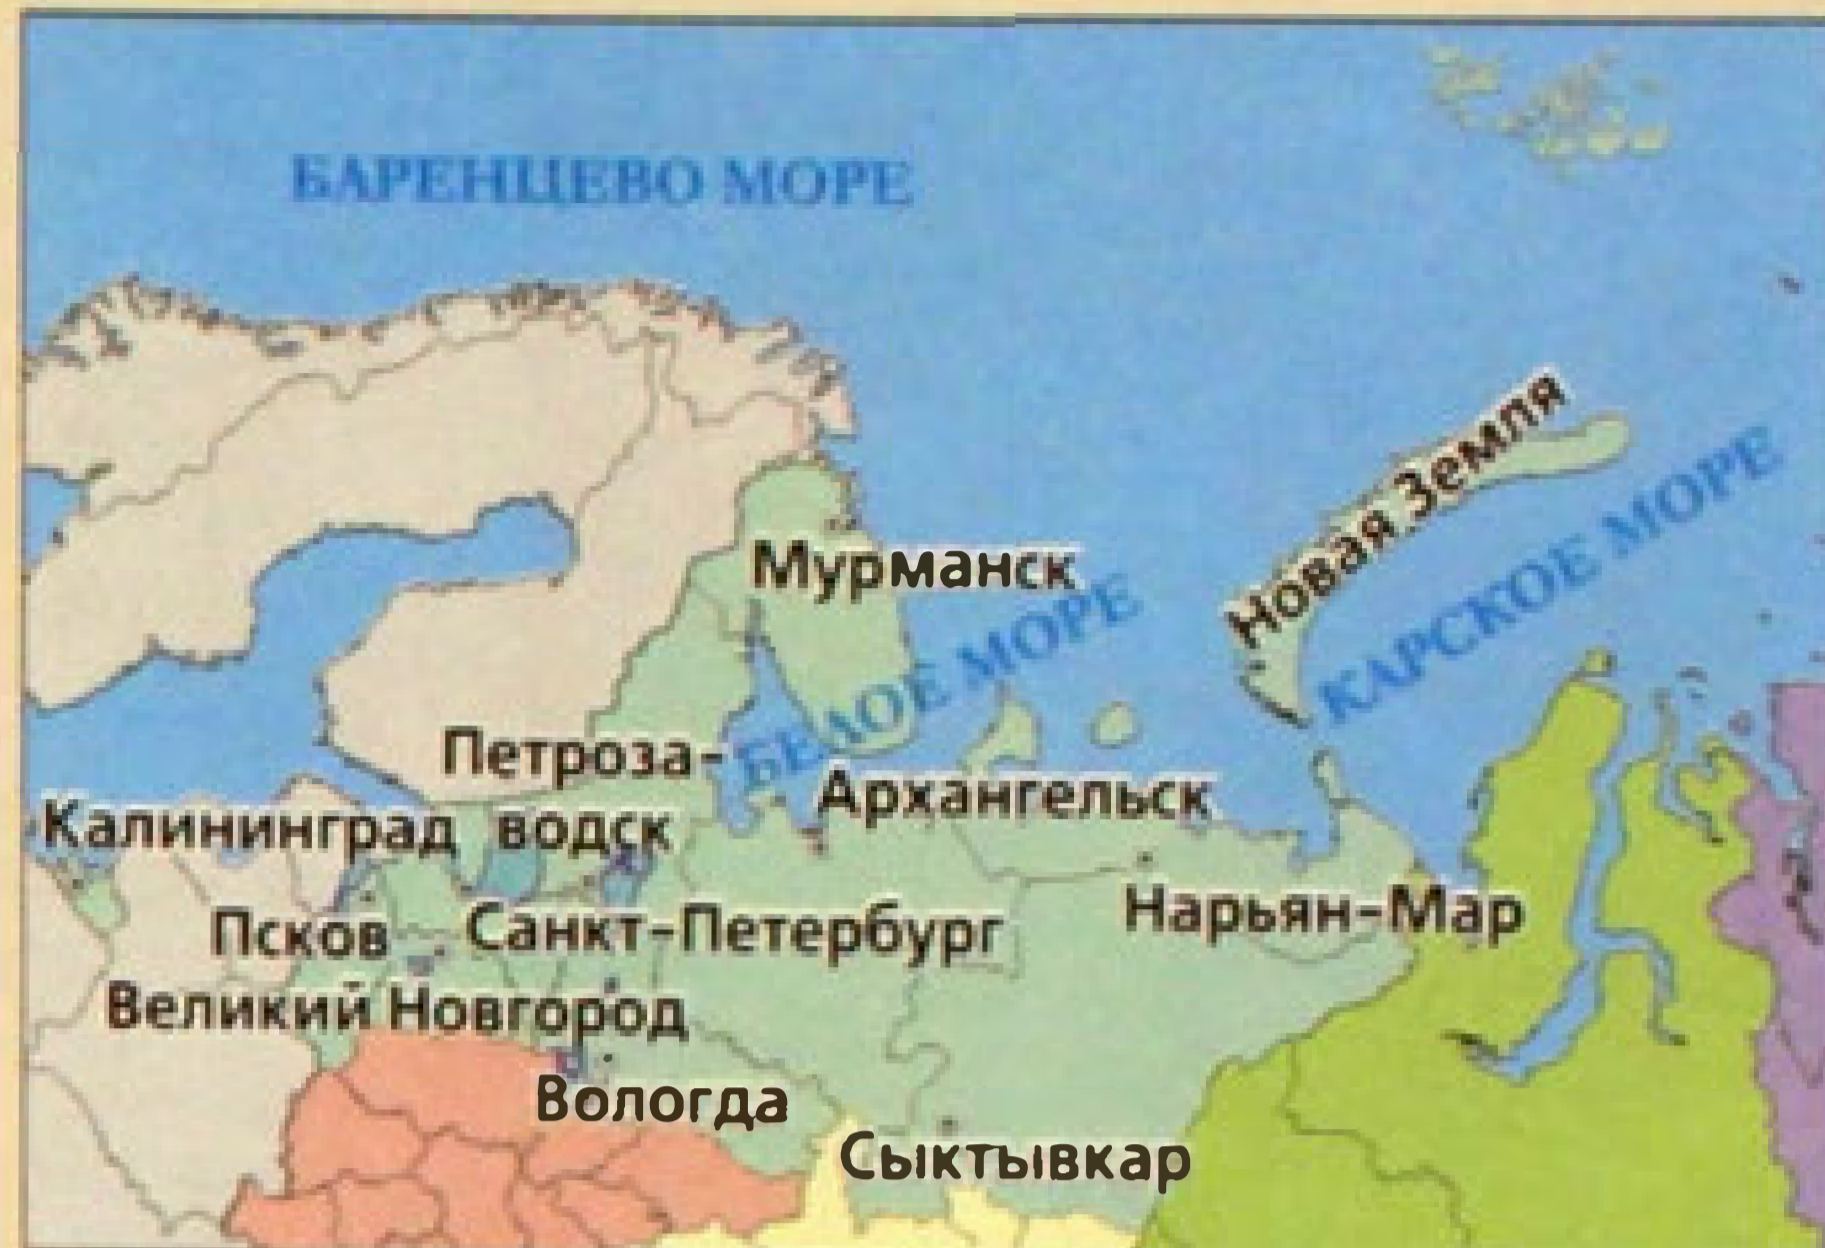 БАРЕНЦЕВО МОРЕ
Новая Земля
КАРСКОЕ МОРЕ
Мурманск
БЕЛОЕ МОРЕ
Петроза-
водск
Архангельск
Калининград
Нарьян-Мар
Псков
Санкт-Петербург
Великий Новгород
Вологда
Сыктывкар